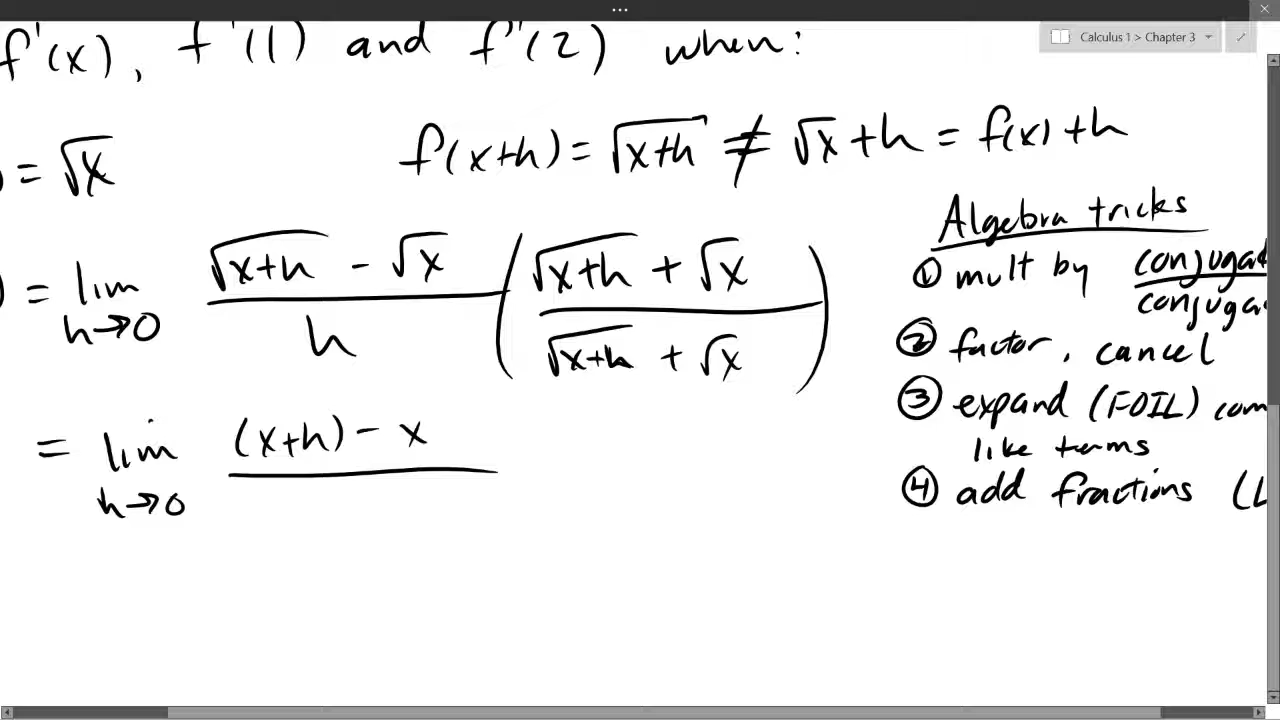 Calculus 1 > Chapter 3
f'(x), f'(1) and f'(2) when:
= √x
f(x+h) = √(x+h) ≠ √x + h = f(x) + h
) = lim h→0 (√(x+h) - √x)/h ((√(x+h) + √x)/(√(x+h) + √x))
= lim h→0 (x+h) - x
Algebra tricks
① mult by conjugat
conjuga
② factor, cancel
③ expand (FOIL) com
like terms
④ add fractions (L